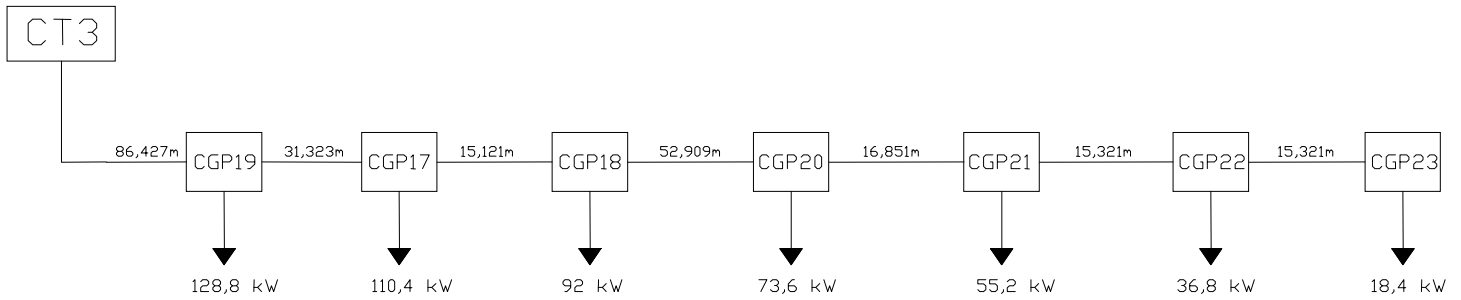 CT3
86,427m
31,323m
15,121m
52,909m
16,851m
15,321m
15,321m
CGP19
CGP17
CGP18
CGP20
CGP21
CGP22
CGP23
128,8 kW
110,4 kW
92 kW
73,6 kW
55,2 kW
36,8 kW
18,4 kW